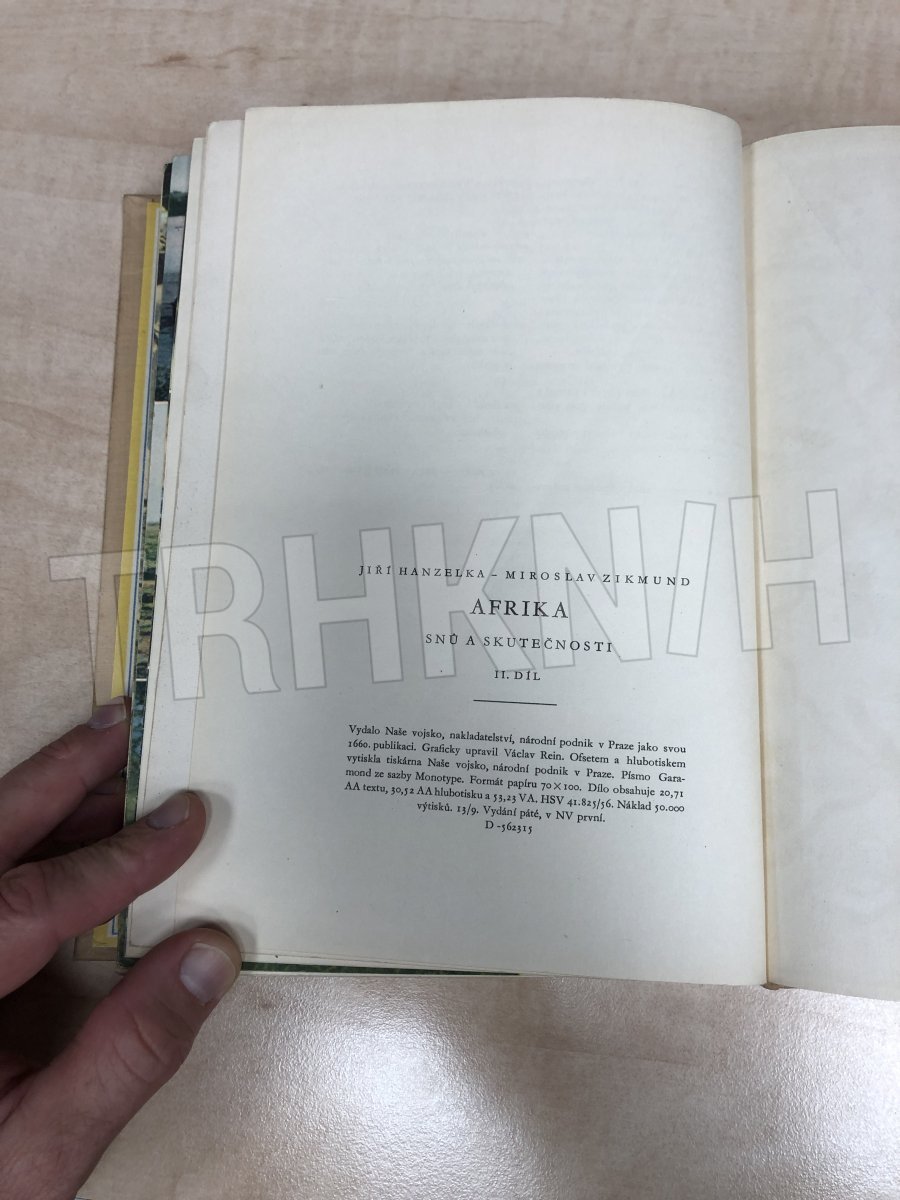 JIŘÍ HANZELKA – MIROSLAV ZIKMUND
AFRIKA
SNŮ A SKUTEČNOSTI
II. DÍL
Vydalo Naše vojsko, nakladatelství, národní podnik v Praze jako svou
1660. publikaci. Graficky upravil Václav Rein. Ofsetem a hlubotiskem
vytiskla tiskárna Naše vojsko, národní podnik v Praze. Písmo Gara-
mond ze sazby Monotype. Formát papíru 70×100. Dílo obsahuje 20,71
AA textu, 30,52 AA hlubotisku a 53,23 VA. HSV 41.825/56. Náklad 50.000
výtisků. 13/9. Vydání páté, v NV první.
D -562315
TRHKNIH